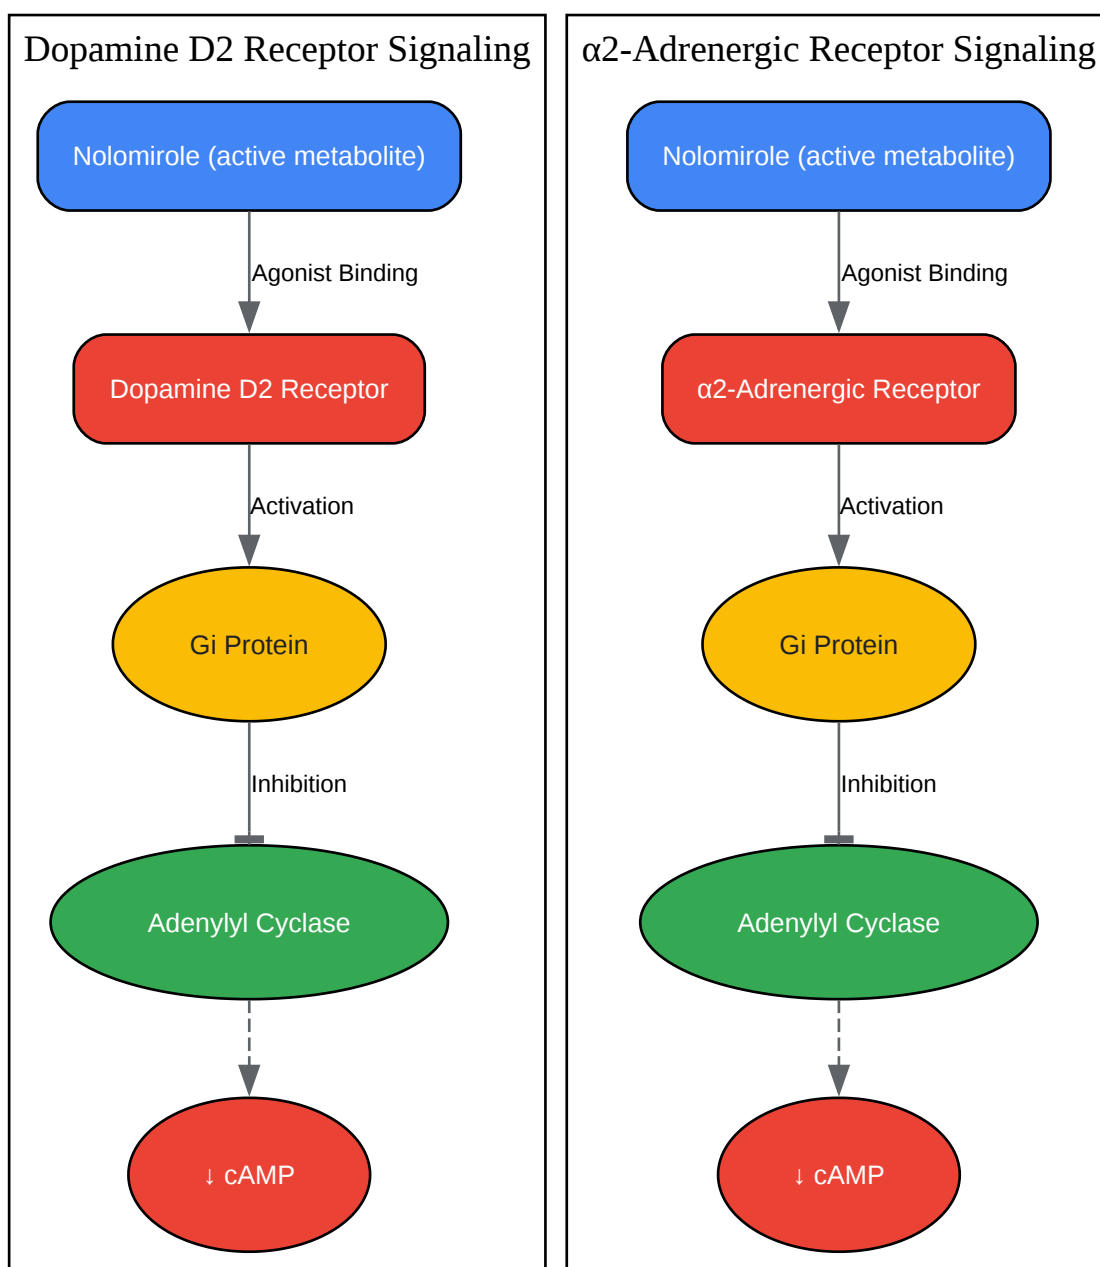 Dopamine D2 Receptor Signaling
Nolomirole (active metabolite)
Agonist Binding
Dopamine D2 Receptor
Activation
Gi Protein
Inhibition
Adenylyl Cyclase
↓ cAMP
α2-Adrenergic Receptor Signaling
Nolomirole (active metabolite)
Agonist Binding
α2-Adrenergic Receptor
Activation
Gi Protein
Inhibition
Adenylyl Cyclase
↓ cAMP